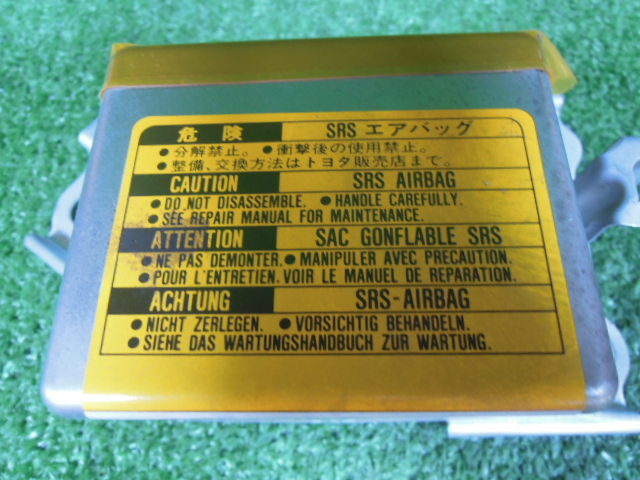 危険 SRS エアバッグ
●分解禁止。 ●衝撃後の使用禁止。
●整備、交換方法はトヨタ販売店まで。
CAUTION SRS AIRBAG
●DO NOT DISASSEMBLE. ●HANDLE CAREFULLY.
●SEE REPAIR MANUAL FOR MAINTENANCE.
ATTENTION SAC GONFLABLE SRS
●NE PAS DEMONTER. ●MANIPULER AVEC PRECAUTION.
●POUR L'ENTRETIEN. VOIR LE MANUEL DE REPARATION.
ACHTUNG SRS-AIRBAG
●NICHT ZERLEGEN. ●VORSICHTIG BEHANDELN.
●SIEHE DAS WARTUNGSHANDBUCH ZUR WARTUNG.